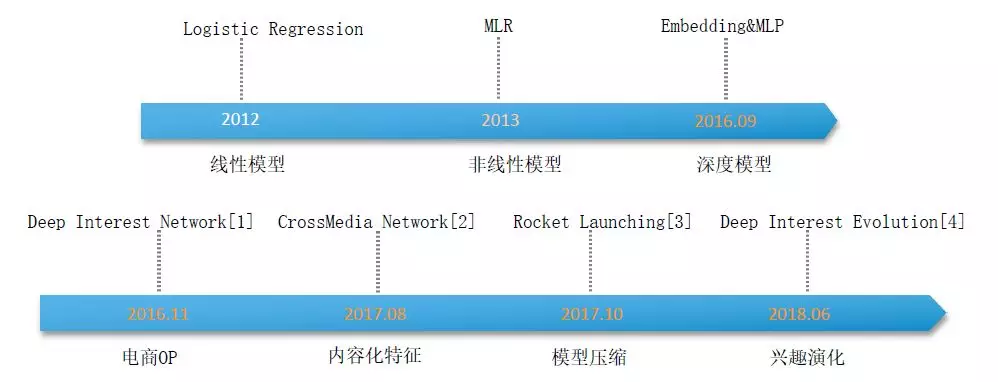 Logistic Regression
MLR
Embedding&MLP
2012
2013
2016.09
线性模型
非线性模型
深度模型
Deep Interest Network[1]
CrossMedia Network[2]
Rocket Launching[3]
Deep Interest Evolution[4]
2016.11
2017.08
2017.10
2018.06
电商OP
内容化特征
模型压缩
兴趣演化